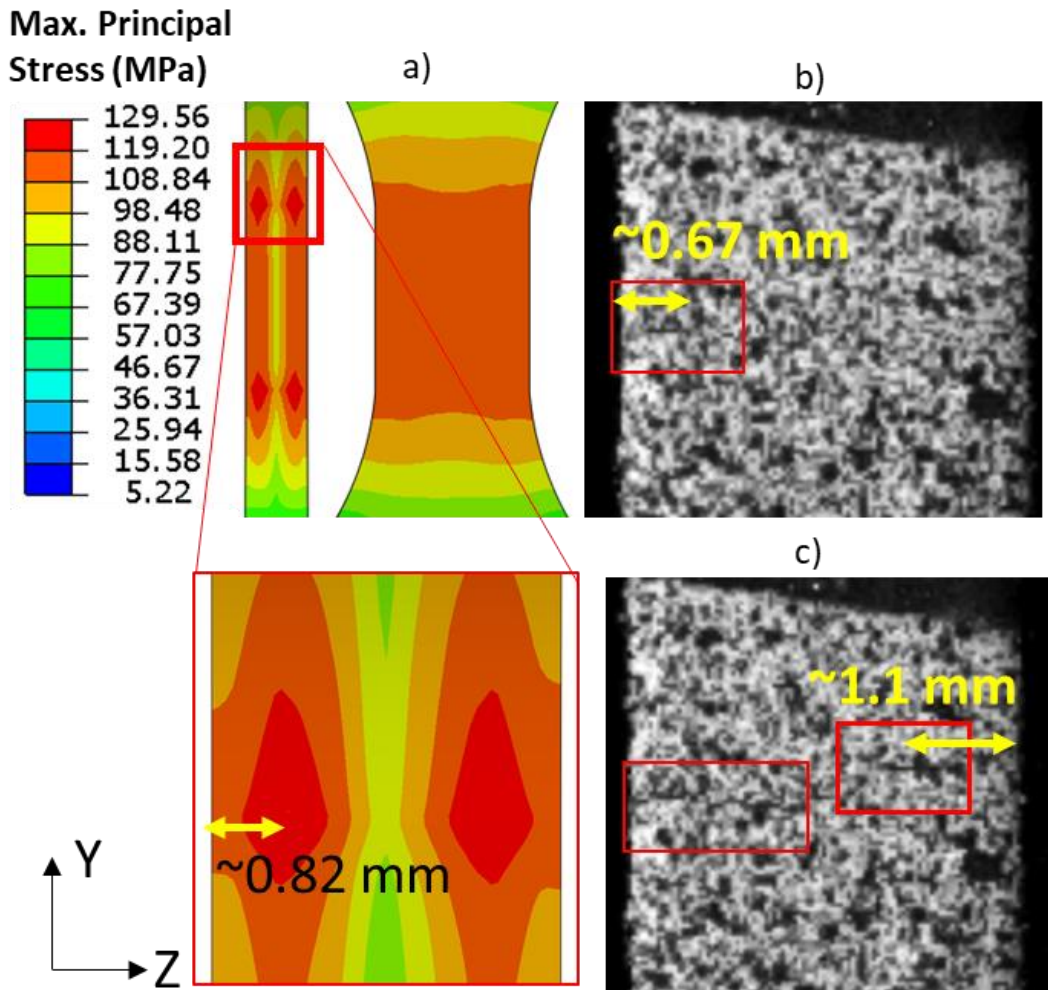 Max. Principal
Stress (MPa)
a)
b)
129.56
119.20
108.84
98.48
88.11
77.75
67.39
57.03
46.67
36.31
25.94
15.58
5.22
~0.67 mm
c)
~1.1 mm
~0.82 mm
Y
Z